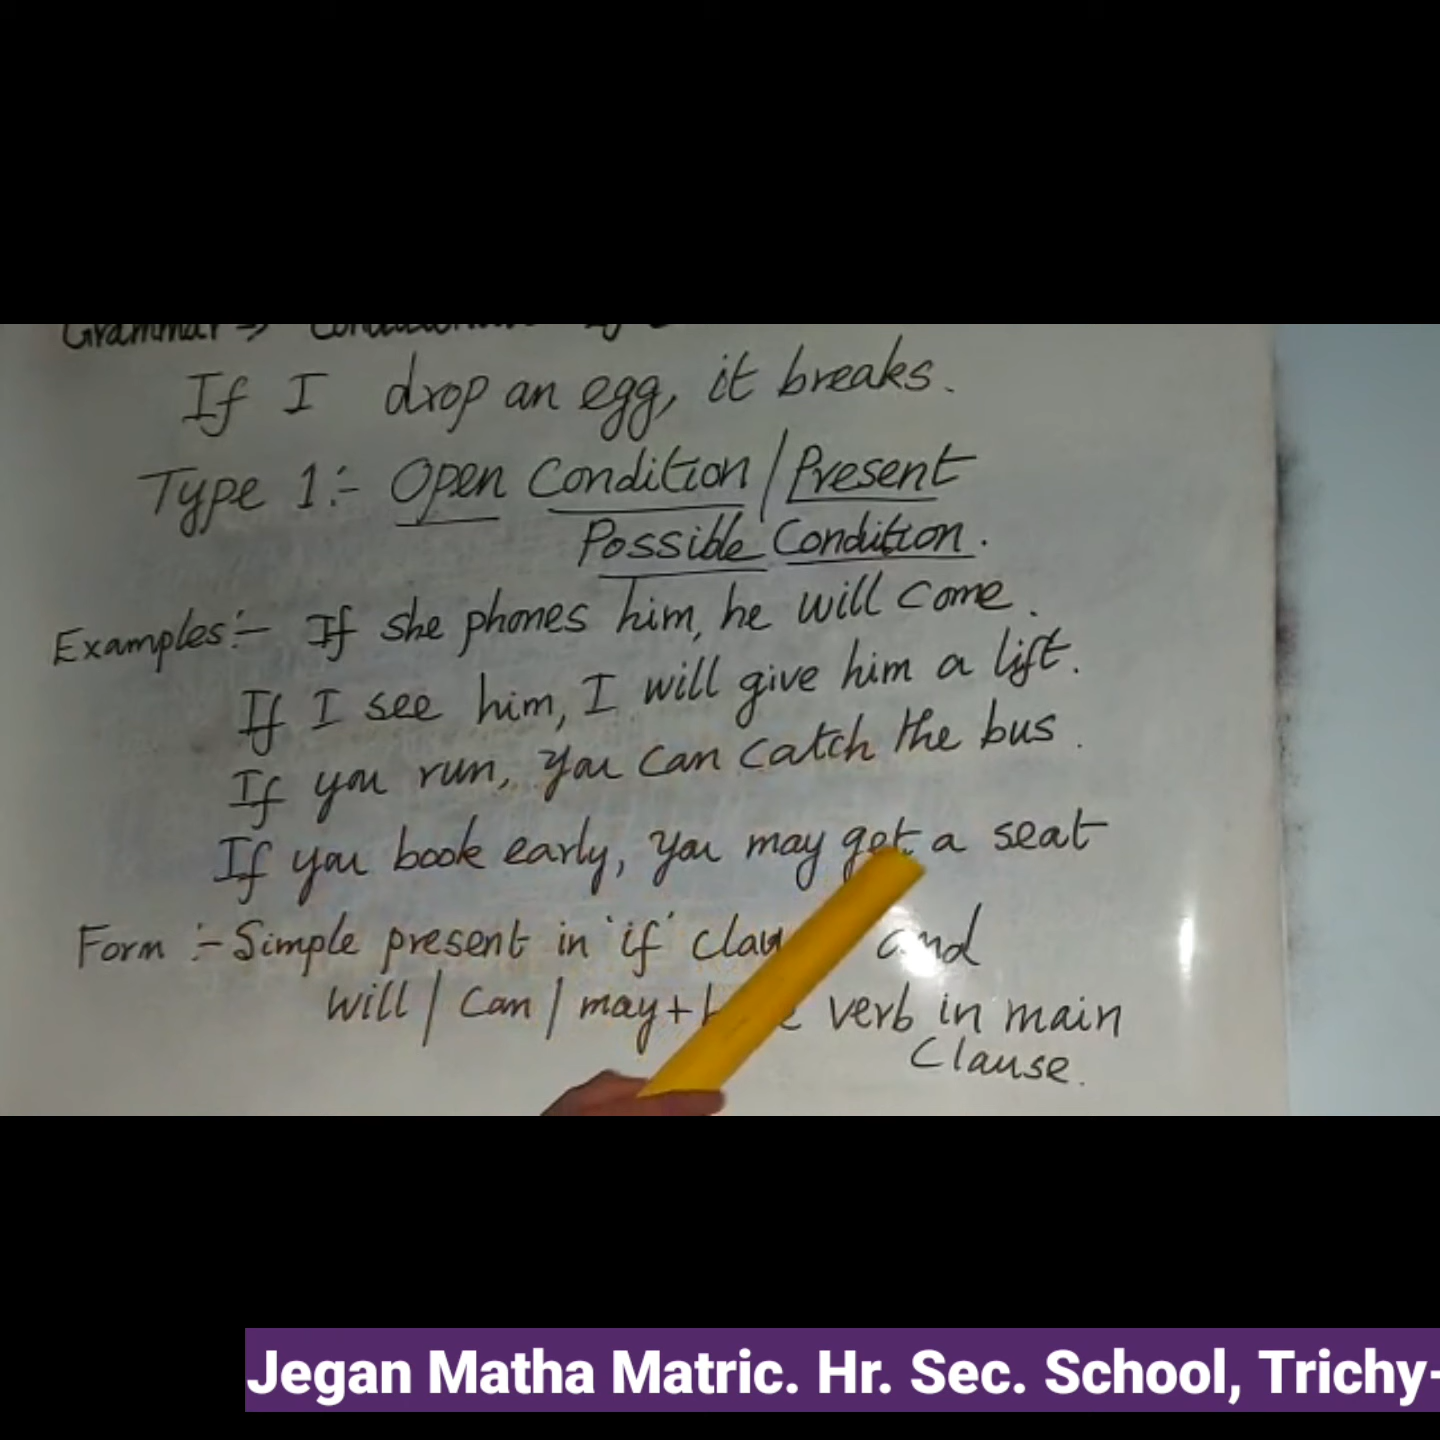 Grammar →
If I drop an egg, it breaks.
Type 1:- Open Condition / Present
Possible Condition.
Examples:- If she phones him, he will come.
If I see him, I will give him a lift.
If you run, you can catch the bus.
If you book early, you may get a seat
Form :- Simple present in 'if' and
will / can / may + verb in main
clause.
Jegan Matha Matric. Hr. Sec. School, Trichy-